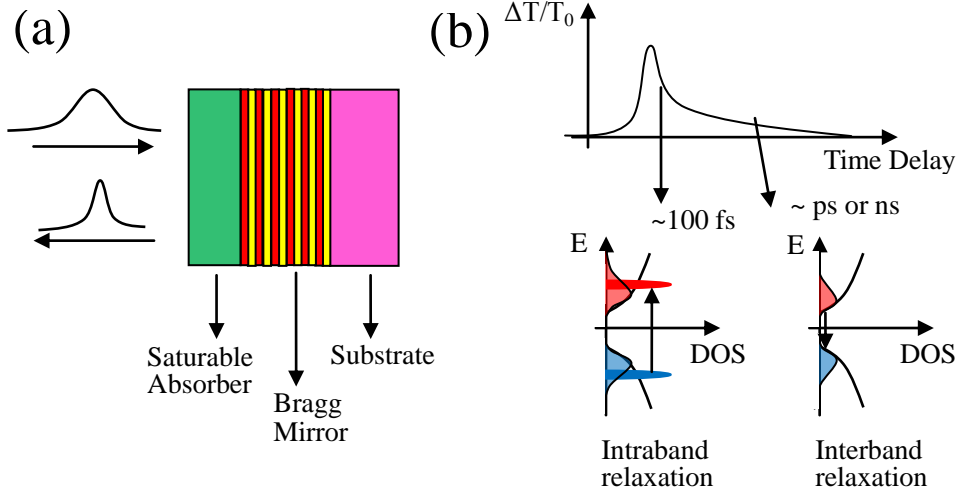 (a)
Saturable
Absorber
Bragg
Mirror
Substrate
(b)
ΔT/T0
Time Delay
~100 fs
~ ps or ns
E
DOS
E
DOS
Intraband
relaxation
Interband
relaxation